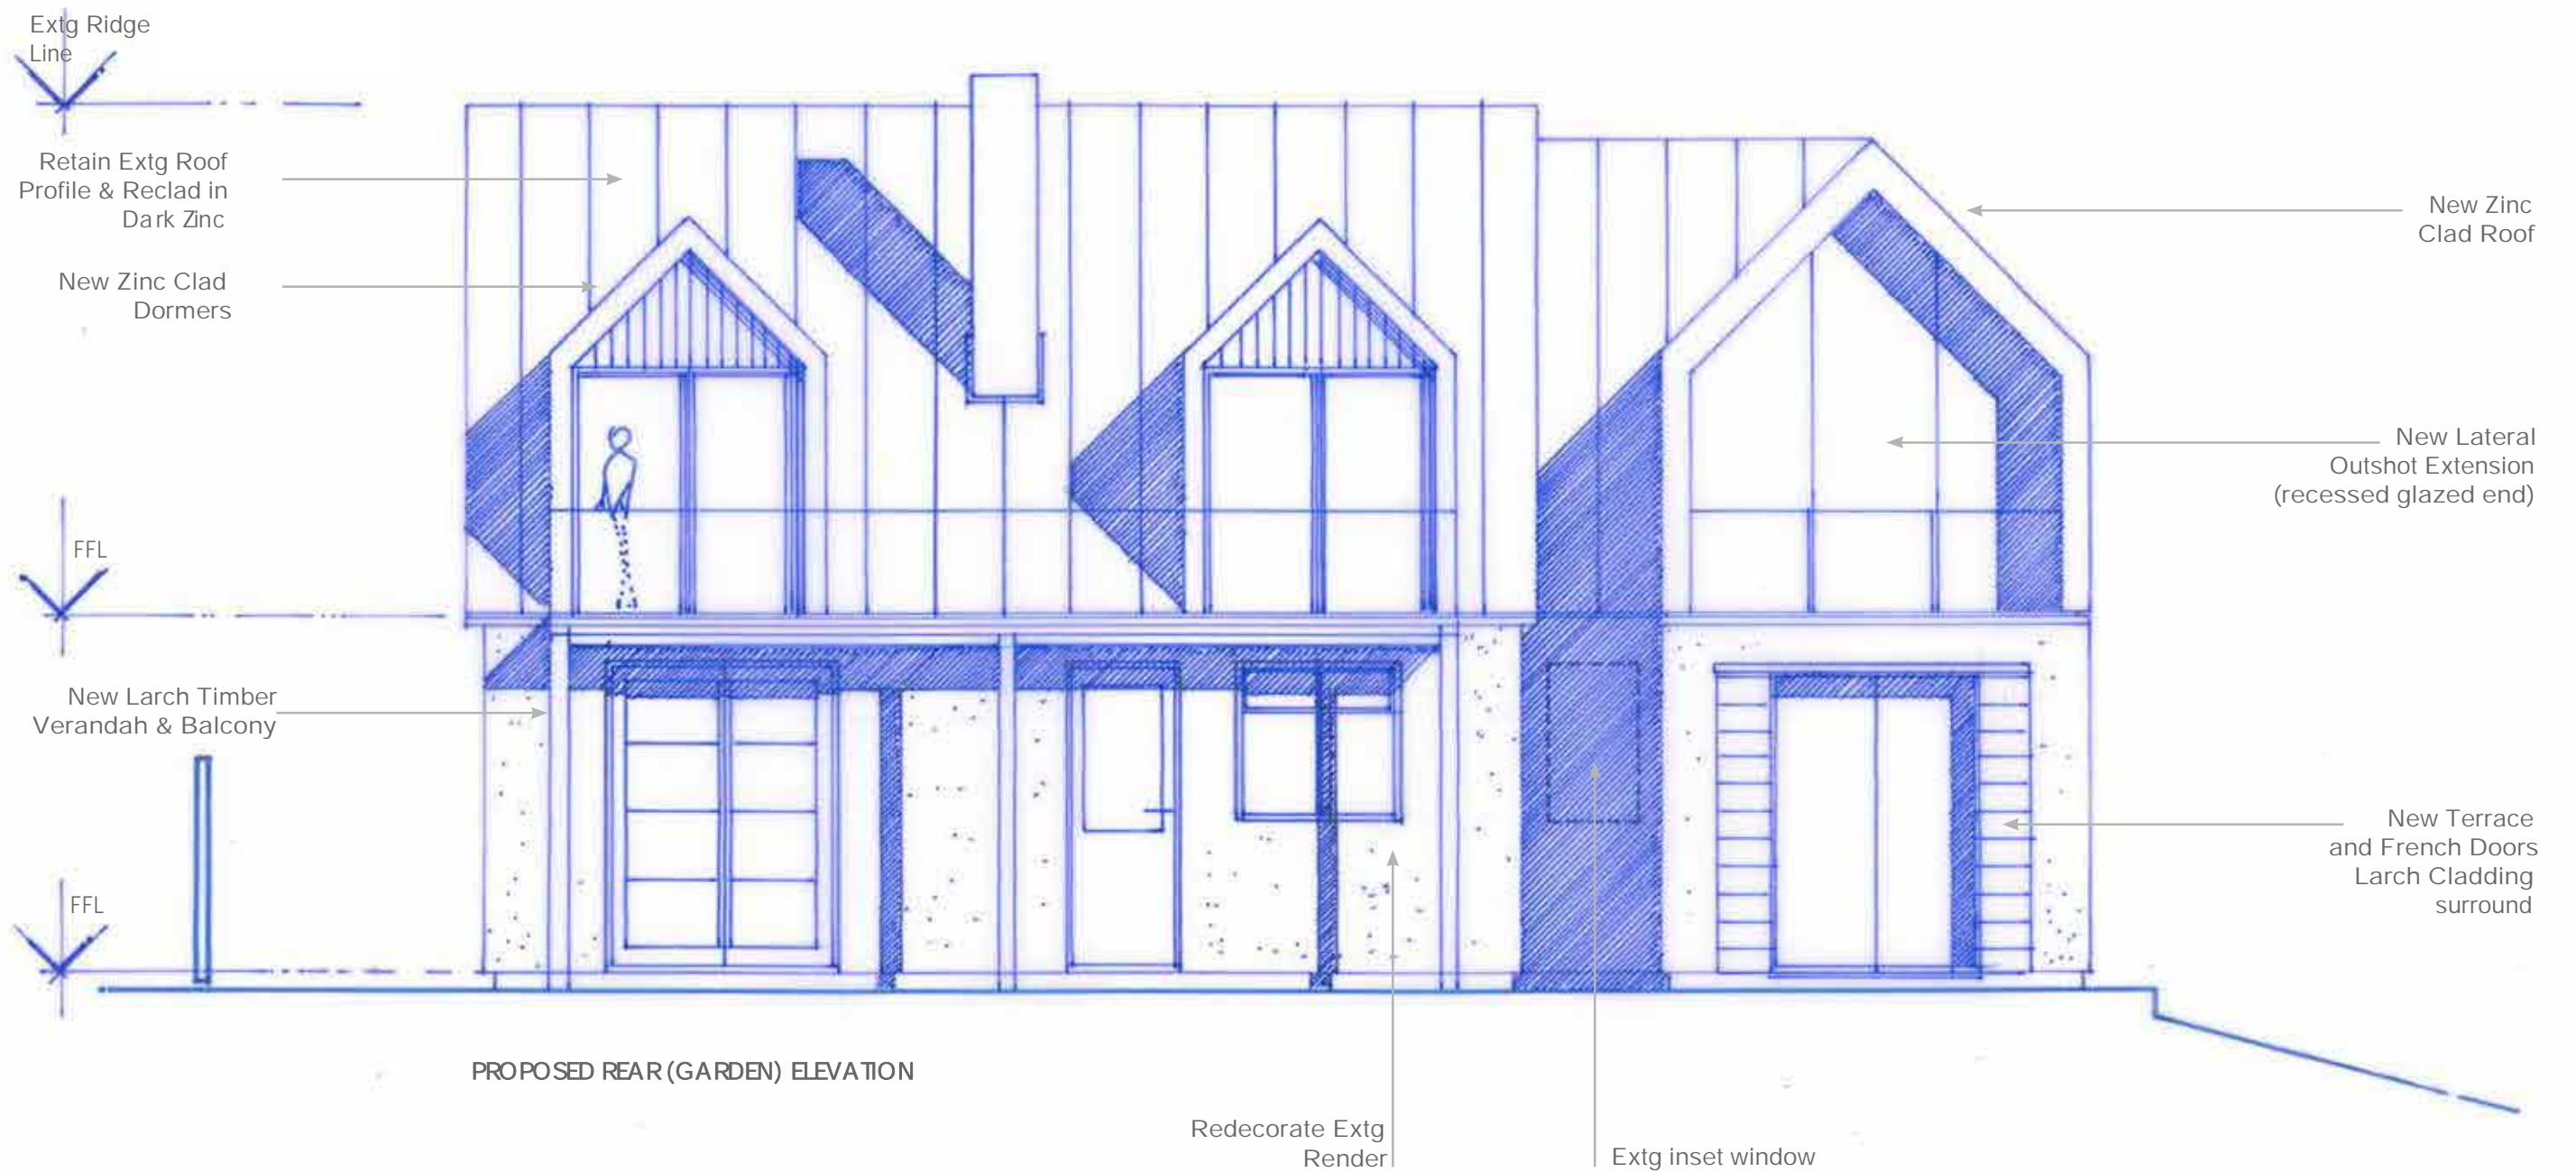 Extg Ridge
Line
Retain Extg Roof
Profile & Reclad in
Dark Zinc
New Zinc Clad
Dormers
FFL
New Larch Timber
Verandah & Balcony
FFL
New Zinc
Clad Roof
New Lateral
Outshot Extension
(recessed glazed end)
New Terrace
and French Doors
Larch Cladding
surround
PROPOSED REAR (GARDEN) ELEVATION
Redecorate Extg
Render
Extg inset window